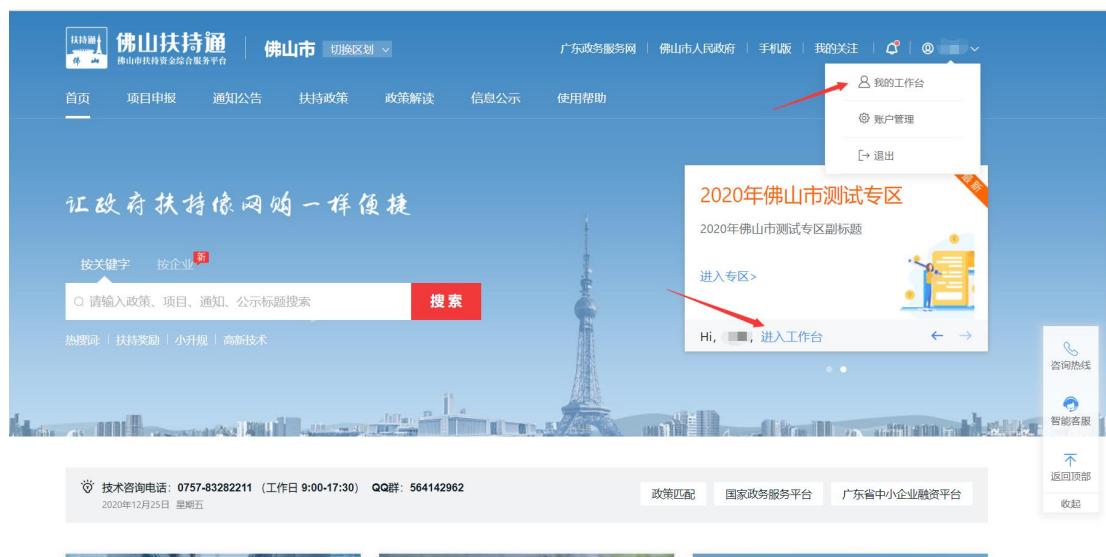 扶持通
佛山
佛山扶持通
佛山市扶持资金综合服务平台
佛山市 切换区划
广东政务服务网 | 佛山市人民政府 | 手机版 | 我的关注
首页 项目申报 通知公告 扶持政策 政策解读 信息公示 使用帮助
我的工作台
账户管理
退出
让政府扶持像网购一样便捷
按关键字 按企业 新
请输入政策、项目、通知、公示标题搜索 搜索
热搜词: | 扶持奖励 | 小升规 | 高新技术
最新
2020年佛山市测试专区
2020年佛山市测试专区副标题
进入专区>
Hi, , 进入工作台
咨询热线
智能客服
返回顶部
收起
技术咨询电话: 0757-83282211 (工作日 9:00-17:30) QQ群: 564142962
2020年12月25日 星期五
政策匹配 国家政务服务平台 广东省中小企业融资平台